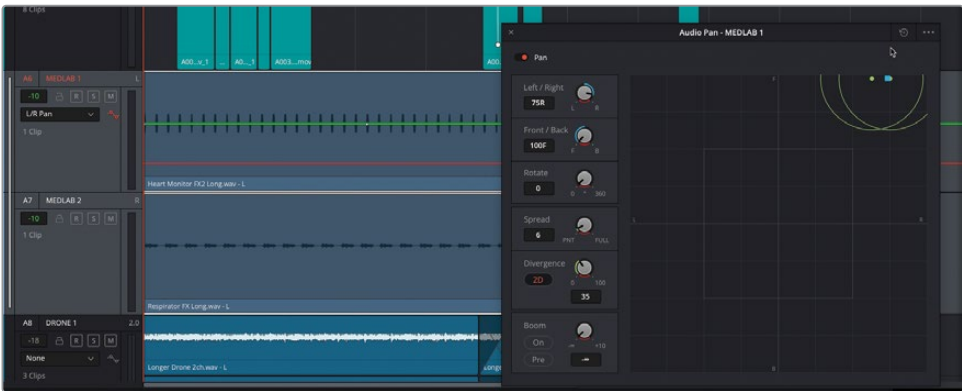 8 Clips
A00...v_1
...
A0..._1
A003....mov
A00.
A6 MEDLAB 1 L
-10 R S M
L/R Pan
1 Clip
Heart Monitor FX2 Long.wav - L
A7 MEDLAB 2 R
-10 R S M
1 Clip
Respirator FX Long.wav - L
A8 DRONE 1 2.0
-18 R S M
None
3 Clips
Longer Drone 2ch.wav - L
Longe
Audio Pan - MEDLAB 1
Pan
Left / Right
75R
L R
Front / Back
100F
F B
Rotate
0
0 360
Spread
6
PNT FULL
Divergence
2D
0 100
35
Boom
On
-∞ +10
Pre
-∞
F
L R
B